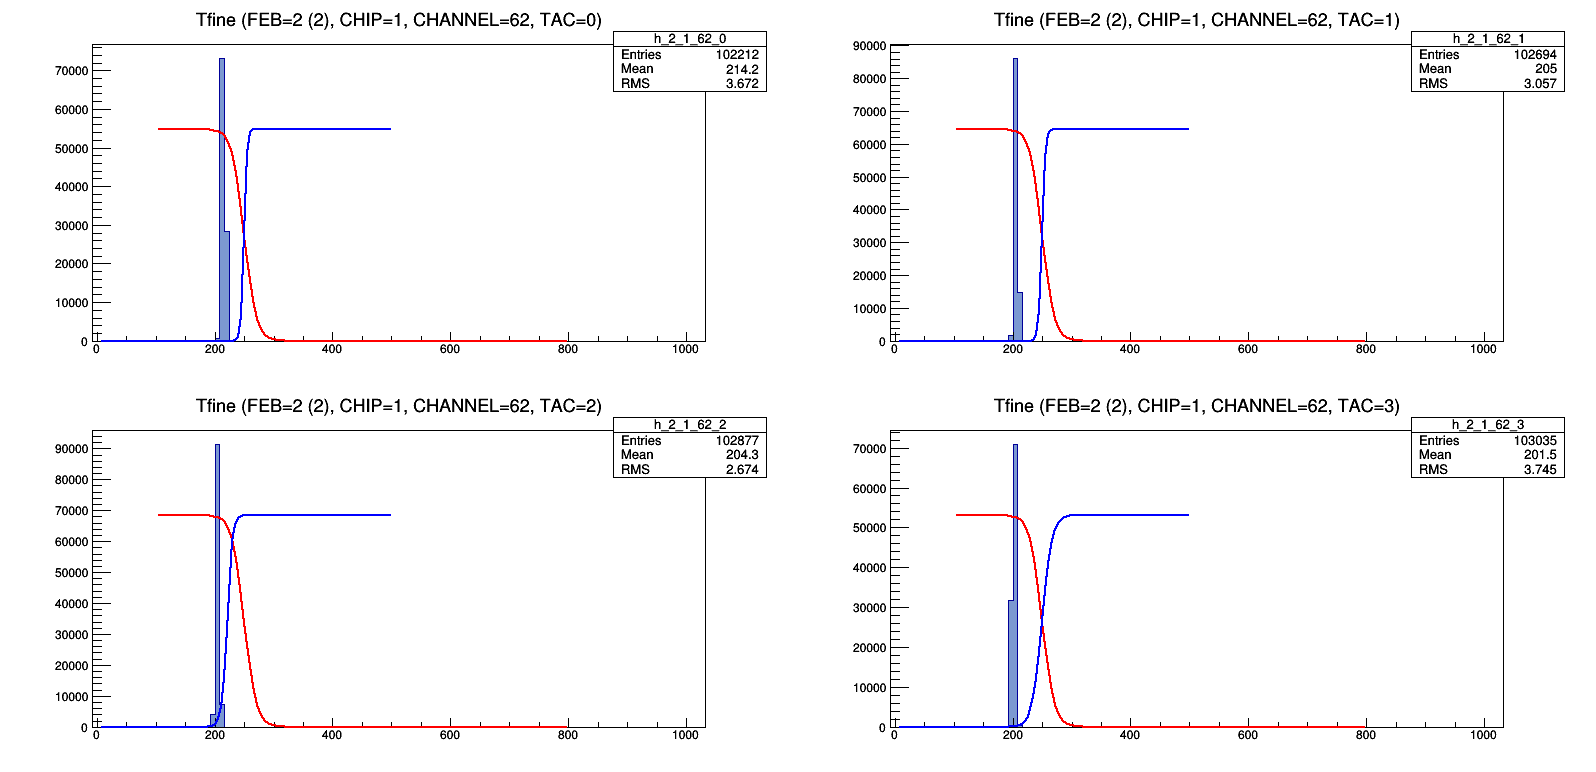 Tfine (FEB=2 (2), CHIP=1, CHANNEL=62, TAC=0)
h_2_1_62_0
Entries 102212
Mean 214.2
RMS 3.672
70000
60000
50000
40000
30000
20000
10000
0
0 200 400 600 800 1000
Tfine (FEB=2 (2), CHIP=1, CHANNEL=62, TAC=1)
h_2_1_62_1
Entries 102694
Mean 205
RMS 3.057
90000
80000
70000
60000
50000
40000
30000
20000
10000
0
0 200 400 600 800 1000
Tfine (FEB=2 (2), CHIP=1, CHANNEL=62, TAC=2)
h_2_1_62_2
Entries 102877
Mean 204.3
RMS 2.674
90000
80000
70000
60000
50000
40000
30000
20000
10000
0
0 200 400 600 800 1000
Tfine (FEB=2 (2), CHIP=1, CHANNEL=62, TAC=3)
h_2_1_62_3
Entries 103035
Mean 201.5
RMS 3.745
70000
60000
50000
40000
30000
20000
10000
0
0 200 400 600 800 1000